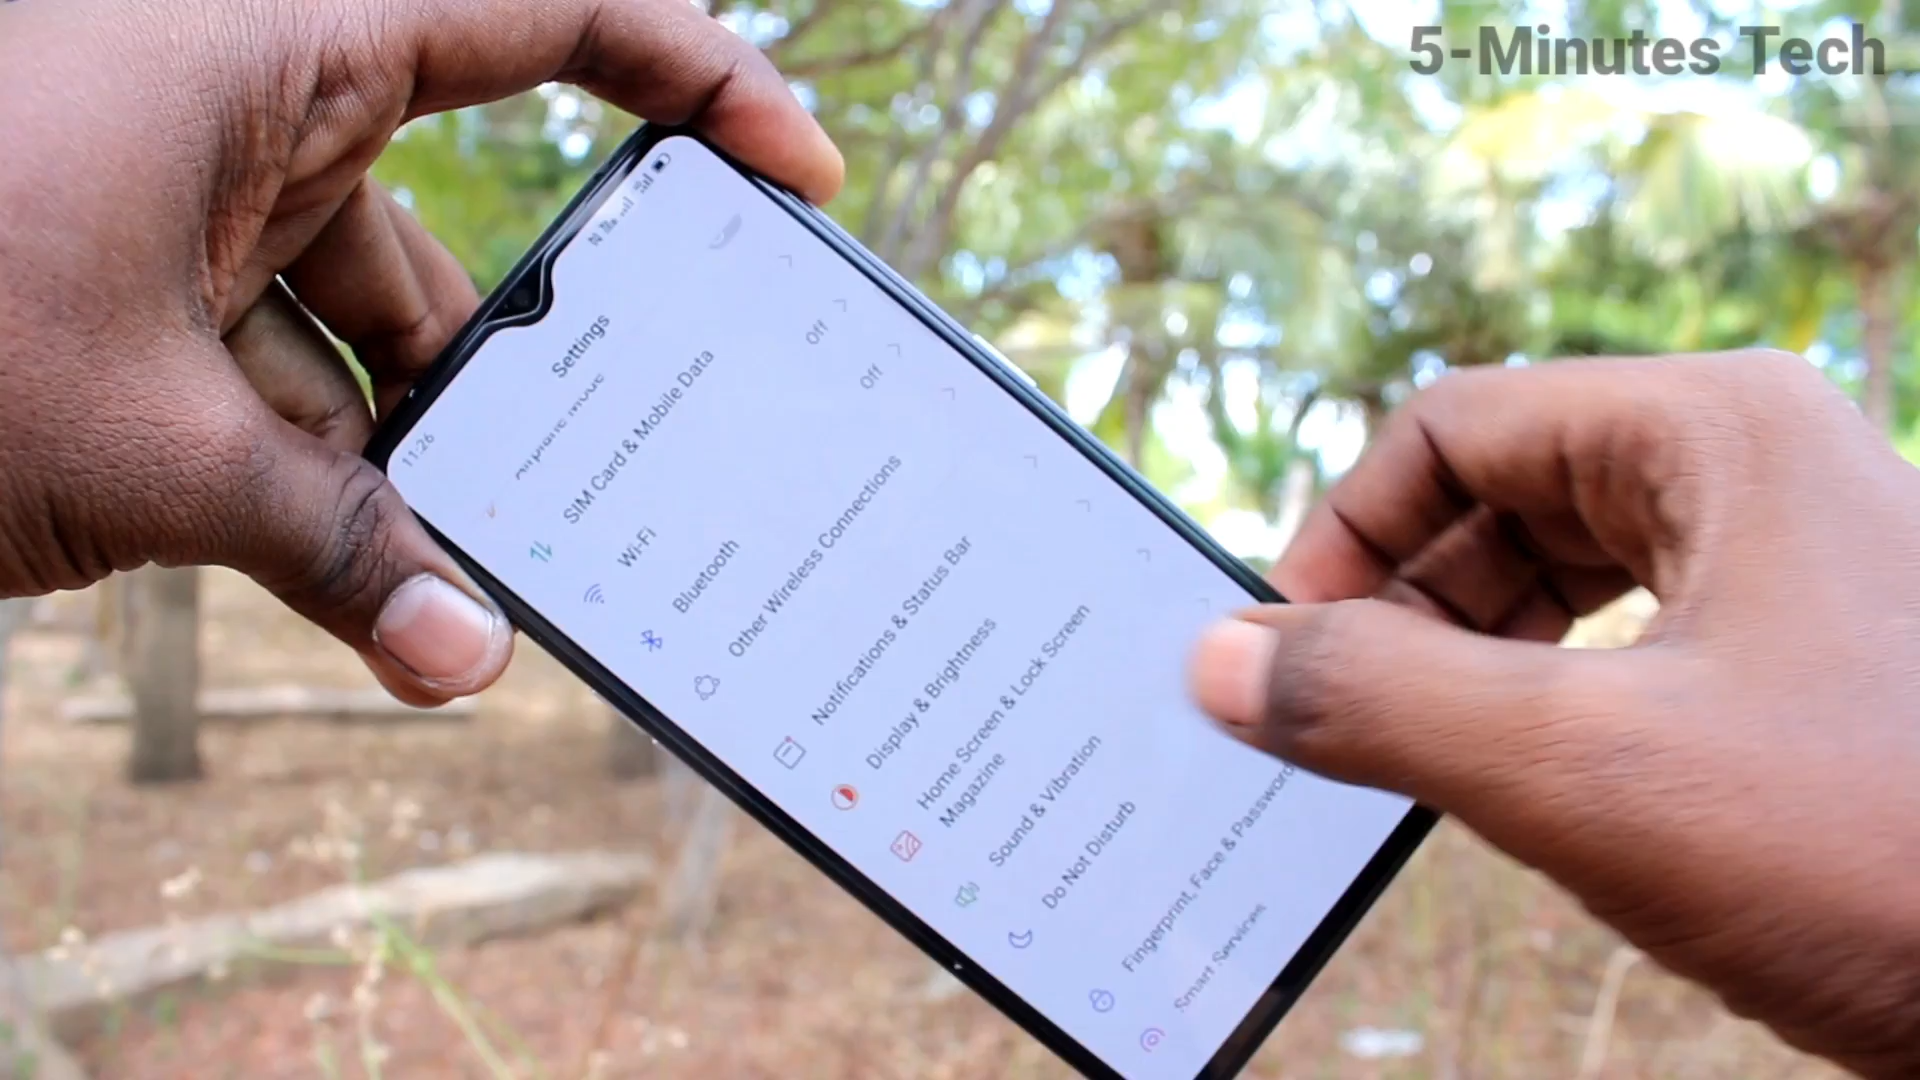 5-Minutes Tech
11:26
Settings
Airplane Mode
SIM Card & Mobile Data
Wi-Fi
Off
Bluetooth
Off
Other Wireless Connections
Notifications & Status Bar
Display & Brightness
Home Screen & Lock Screen
Magazine
Sound & Vibration
Do Not Disturb
Fingerprint, Face & Password
Smart Services